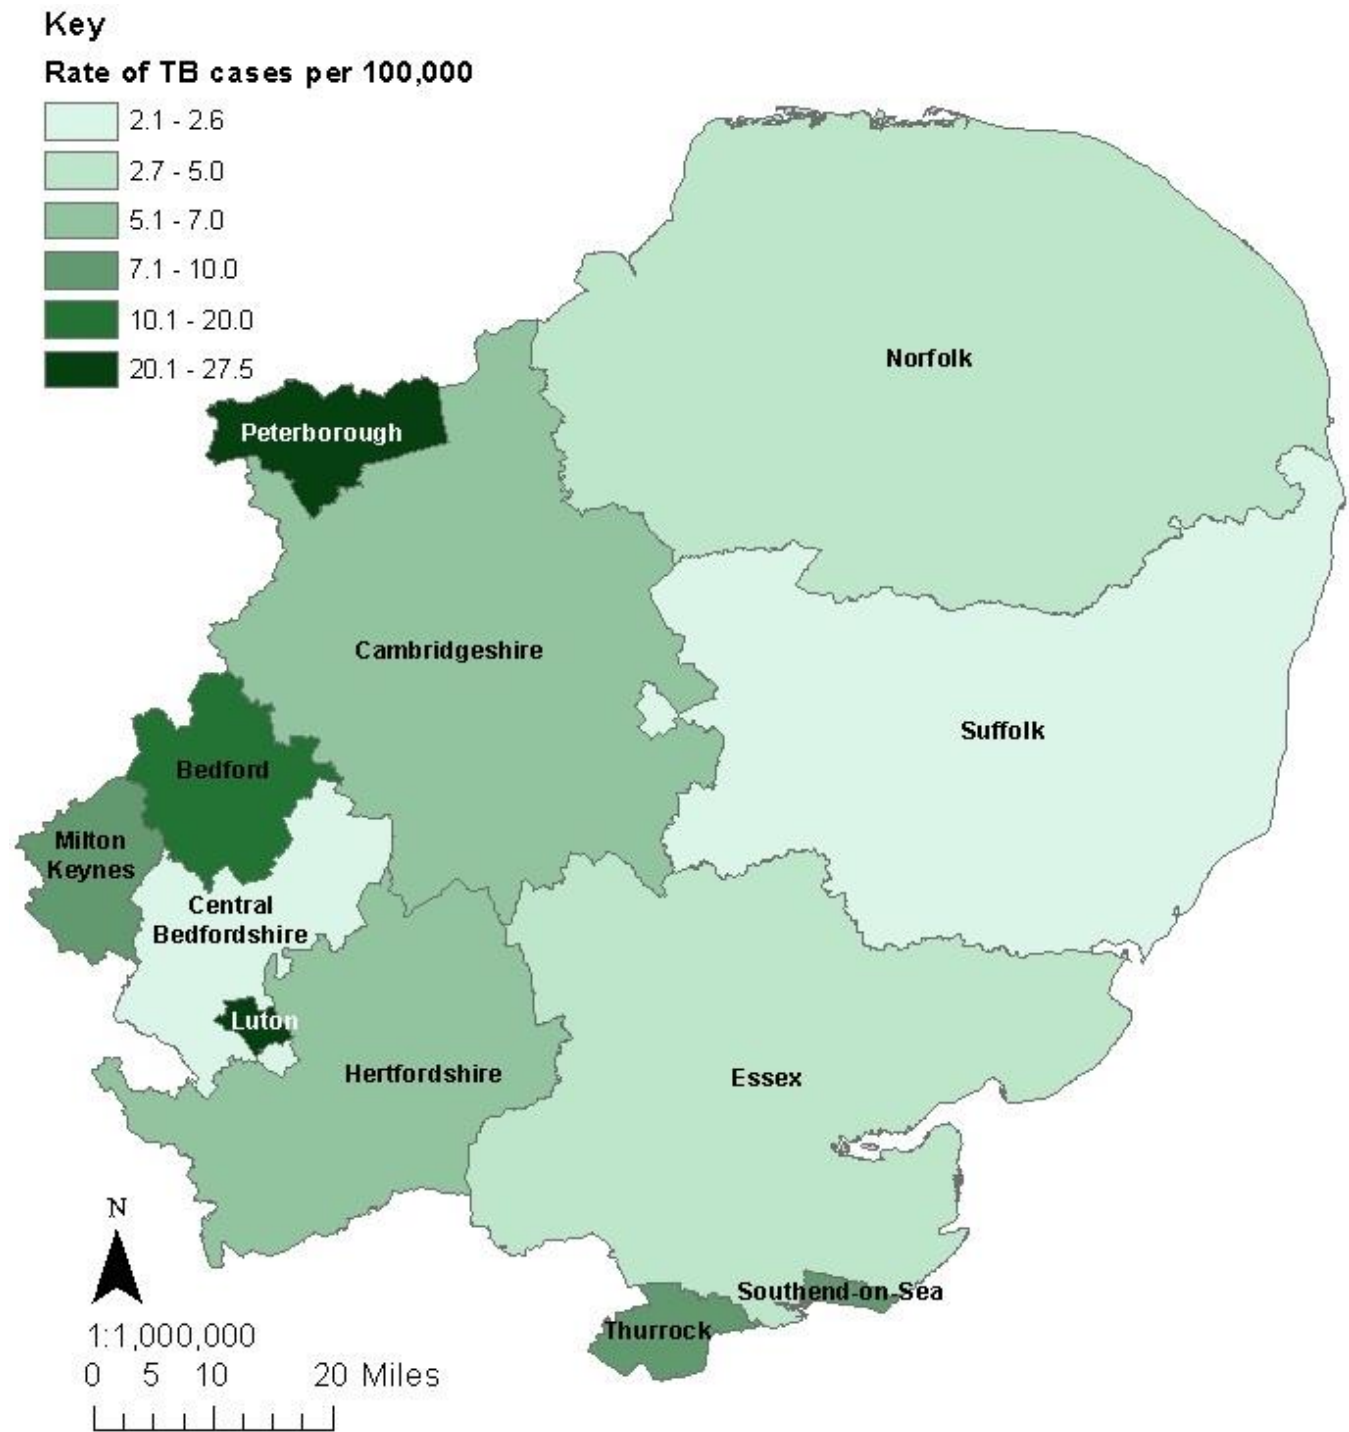 Key
Rate of TB cases per 100,000
2.1 - 2.6
2.7 - 5.0
5.1 - 7.0
7.1 - 10.0
10.1 - 20.0
20.1 - 27.5
Norfolk
Peterborough
Cambridgeshire
Suffolk
Bedford
Milton
Keynes
Central
Bedfordshire
Luton
Hertfordshire
Essex
Southend-on-Sea
Thurrock
N
1:1,000,000
0 5 10 20 Miles